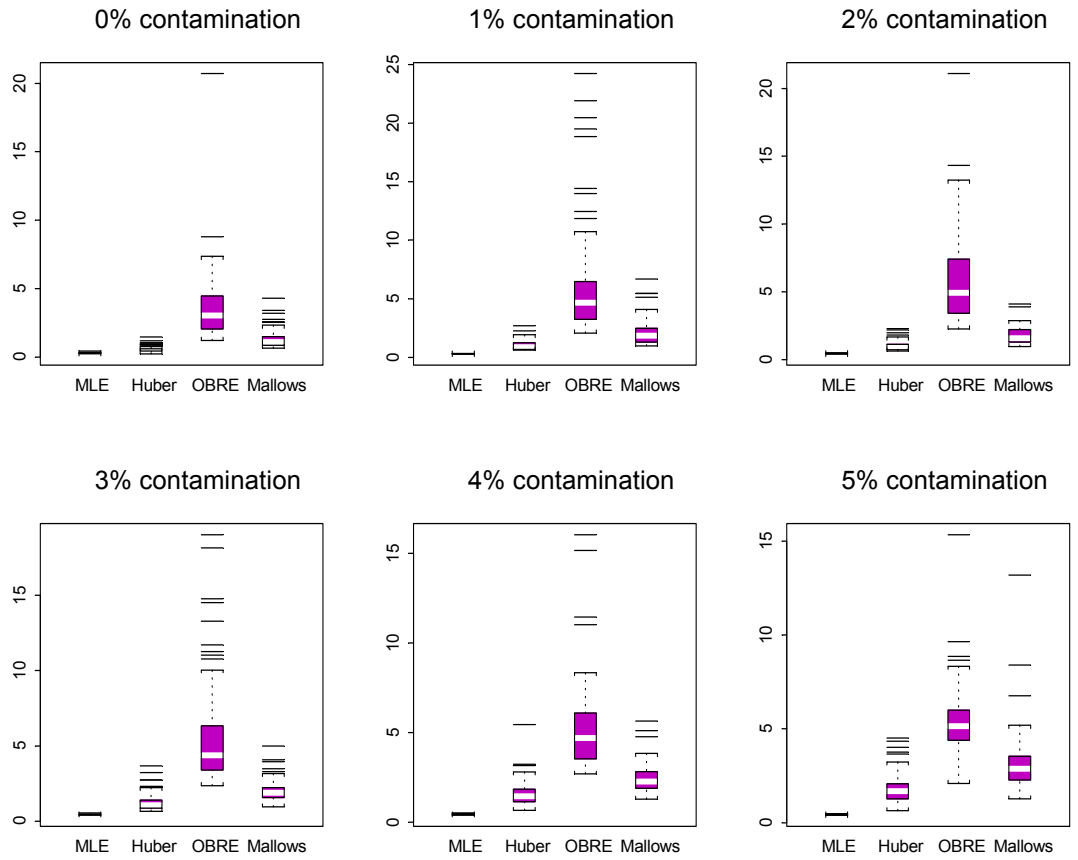 0% contamination
1% contamination
2% contamination
20
15
10
5
0
25
20
15
10
5
0
20
15
10
5
0
MLE Huber OBRE Mallows
MLE Huber OBRE Mallows
MLE Huber OBRE Mallows
3% contamination
4% contamination
5% contamination
15
10
5
0
15
10
5
0
15
10
5
0
MLE Huber OBRE Mallows
MLE Huber OBRE Mallows
MLE Huber OBRE Mallows